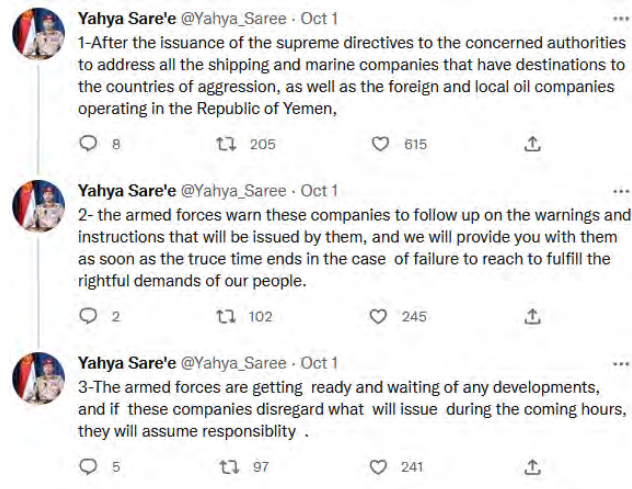 Yahya Sare'e @Yahya_Saree · Oct 1
1-After the issuance of the supreme directives to the concerned authorities
to address all the shipping and marine companies that have destinations to
the countries of aggression, as well as the foreign and local oil companies
operating in the Republic of Yemen,
8 205 615
Yahya Sare'e @Yahya_Saree · Oct 1
2- the armed forces warn these companies to follow up on the warnings and
instructions that will be issued by them, and we will provide you with them
as soon as the truce time ends in the case  of failure to reach to fulfill the
rightful demands of our people.
2 102 245
Yahya Sare'e @Yahya_Saree · Oct 1
3-The armed forces are getting  ready and waiting of any developments,
and if  these companies disregard what  will issue  during the coming hours,
they will assume responsiblity  .
5 97 241